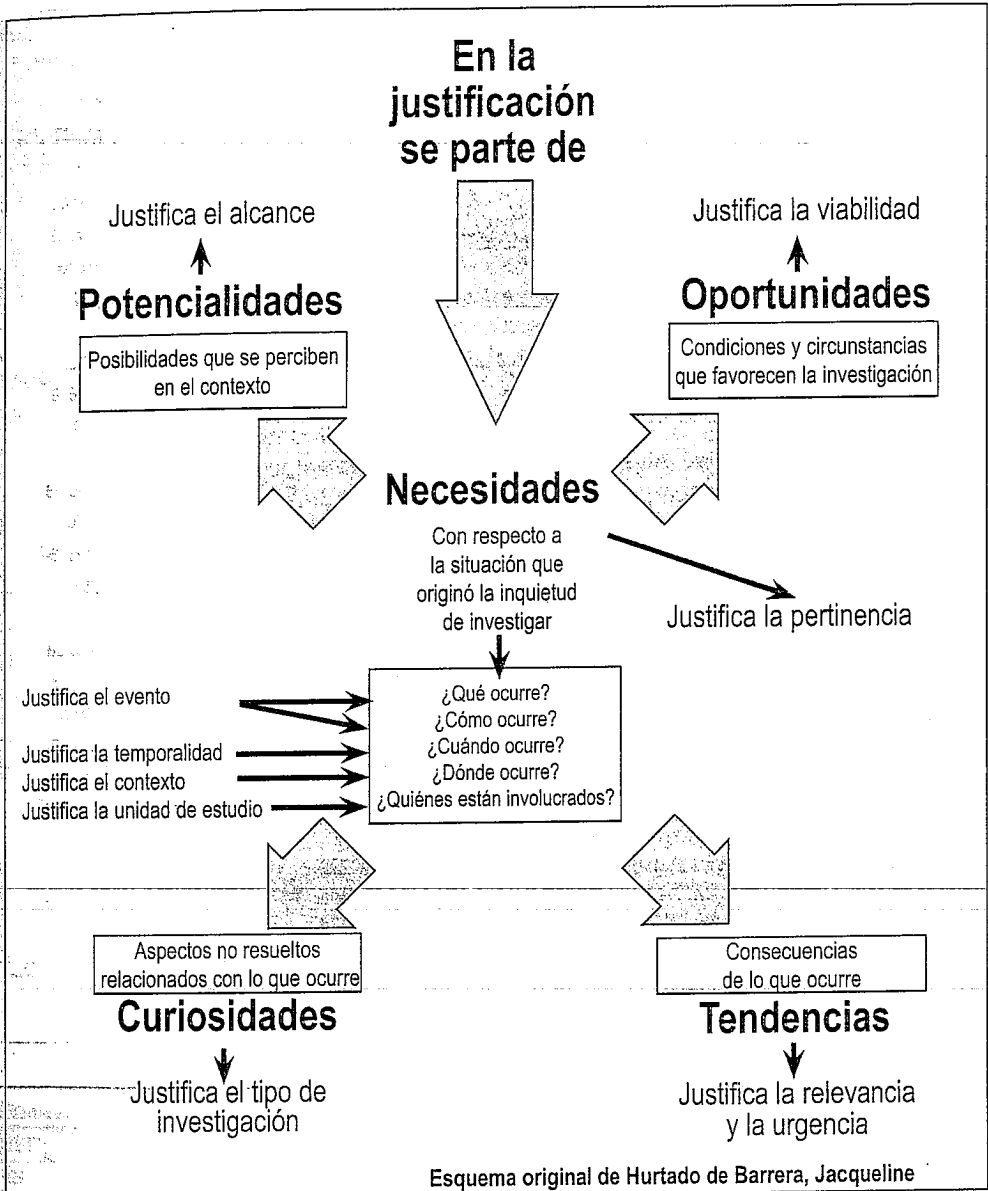 En la
justificación
se parte de
Justifica el alcance
Potencialidades
Posibilidades que se perciben
en el contexto
Justifica la viabilidad
Oportunidades
Condiciones y circunstancias
que favorecen la investigación
Necesidades
Con respecto a
la situación que
originó la inquietud
de investigar
Justifica la pertinencia
Justifica el evento
Justifica la temporalidad
Justifica el contexto
Justifica la unidad de estudio
¿Qué ocurre?
¿Cómo ocurre?
¿Cuándo ocurre?
¿Dónde ocurre?
¿Quiénes están involucrados?
Aspectos no resueltos
relacionados con lo que ocurre
Curiosidades
Justifica el tipo de
investigación
Consecuencias
de lo que ocurre
Tendencias
Justifica la relevancia
y la urgencia
Esquema original de Hurtado de Barrera, Jacqueline